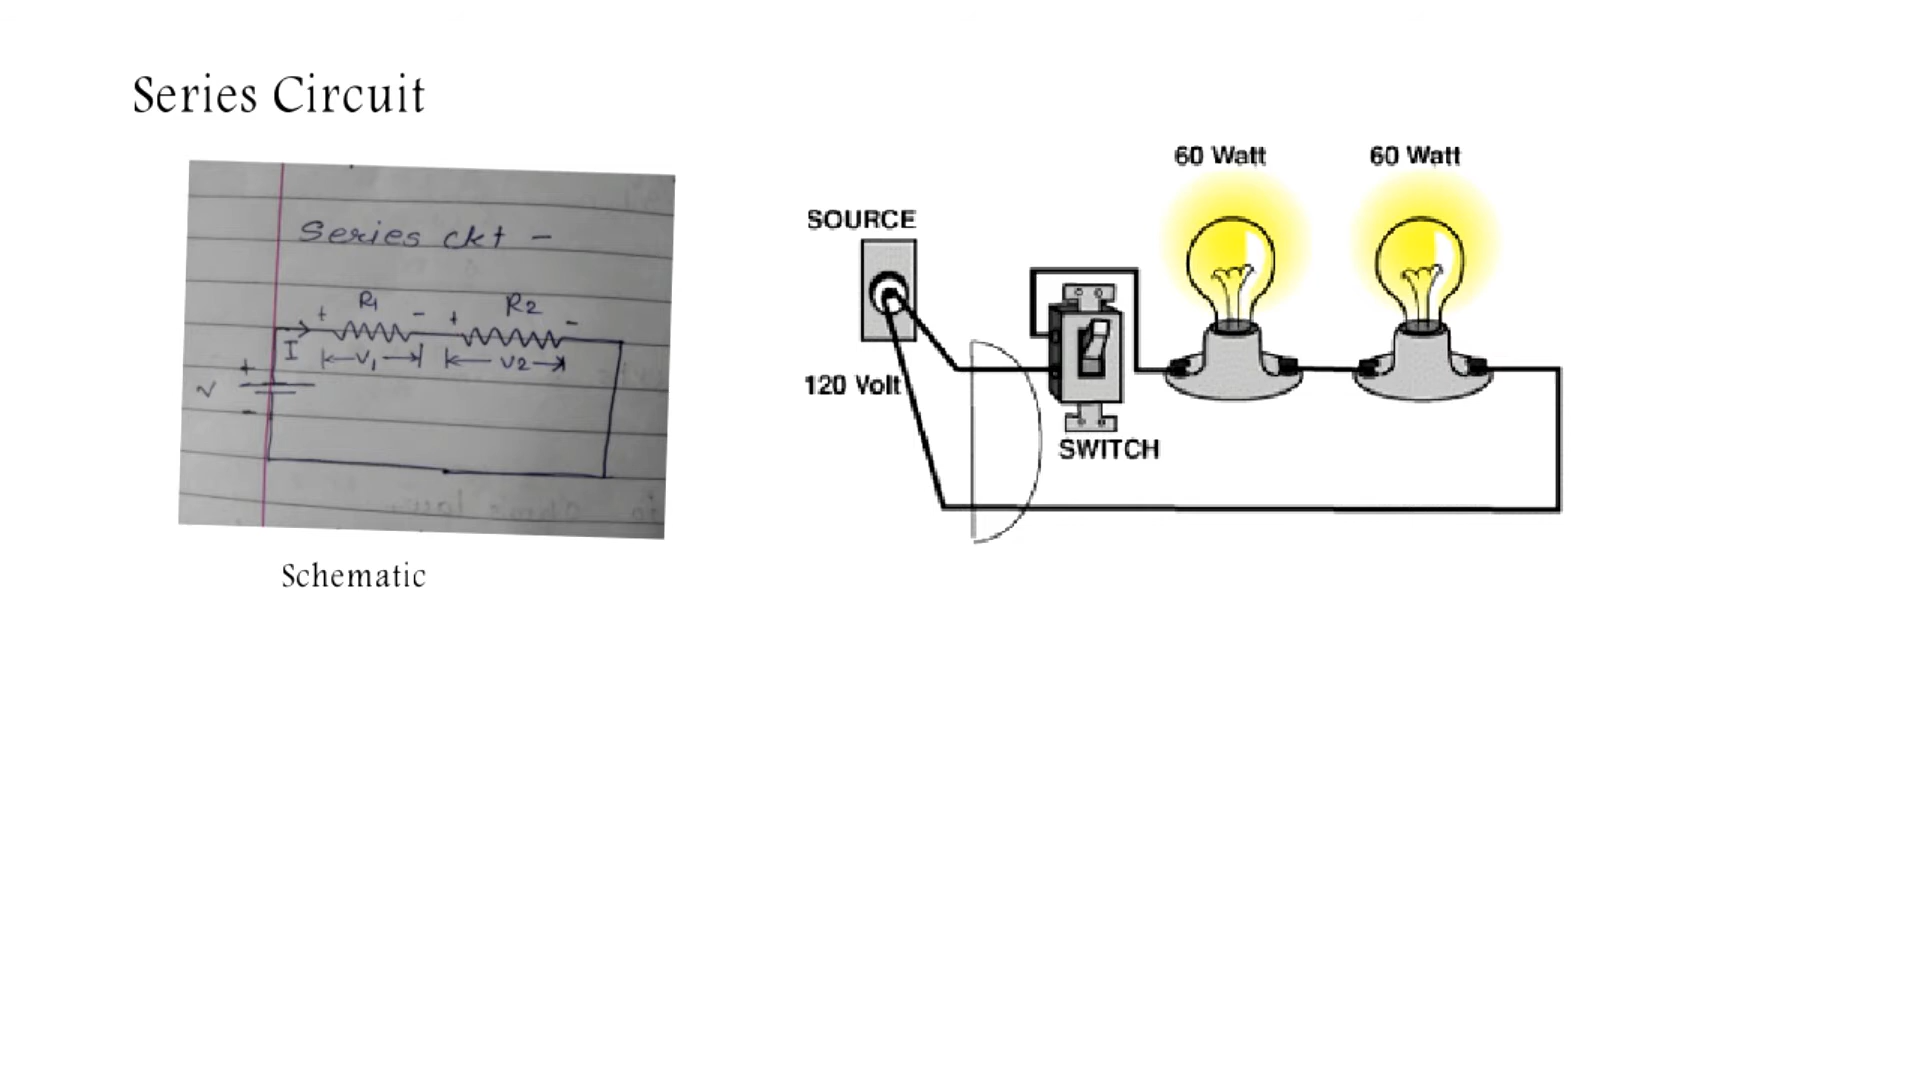 Series Circuit
Series ckt -
R1 R2
+ - + -
I
V1 V2
+
V
-
Schematic
60 Watt 60 Watt
SOURCE
120 Volt
SWITCH